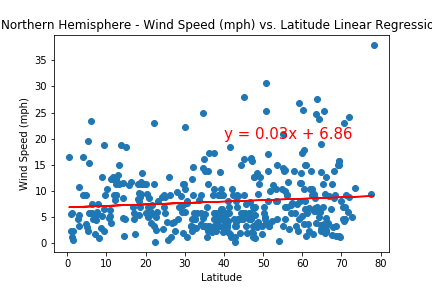 Northern Hemisphere - Wind Speed (mph) vs. Latitude Linear Regressio
35
30
25
20
15
10
5
0
Wind Speed (mph)
y = 0.03x + 6.86
0 10 20 30 40 50 60 70 80
Latitude